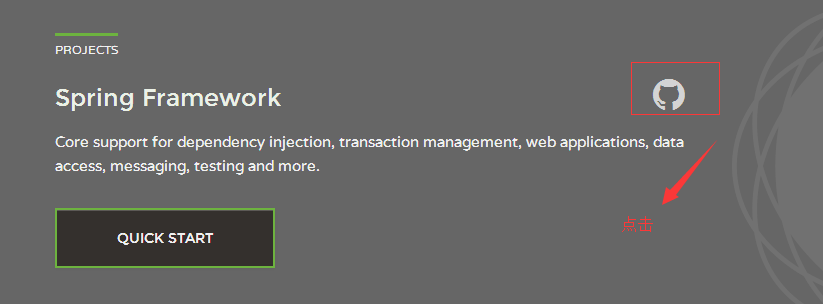 PROJECTS
Spring Framework
Core support for dependency injection, transaction management, web applications, data
access, messaging, testing and more.
QUICK START
点击